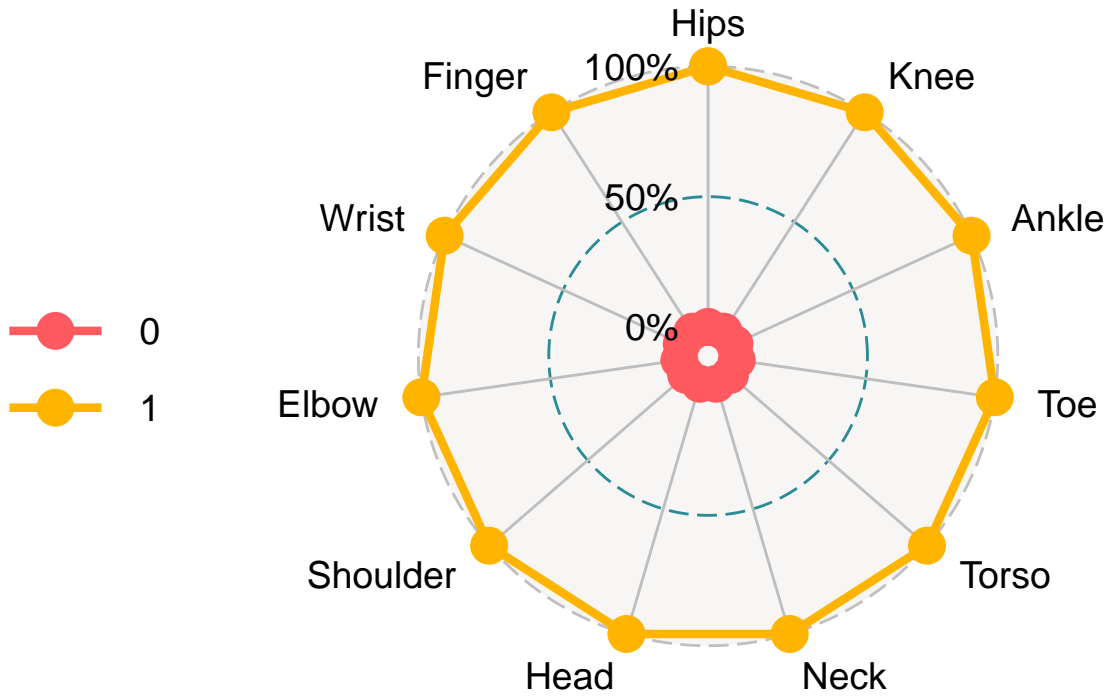 Hips
100%
Finger
Knee
50%
Wrist
Ankle
0%
0
1
Elbow
Toe
Shoulder
Torso
Head
Neck